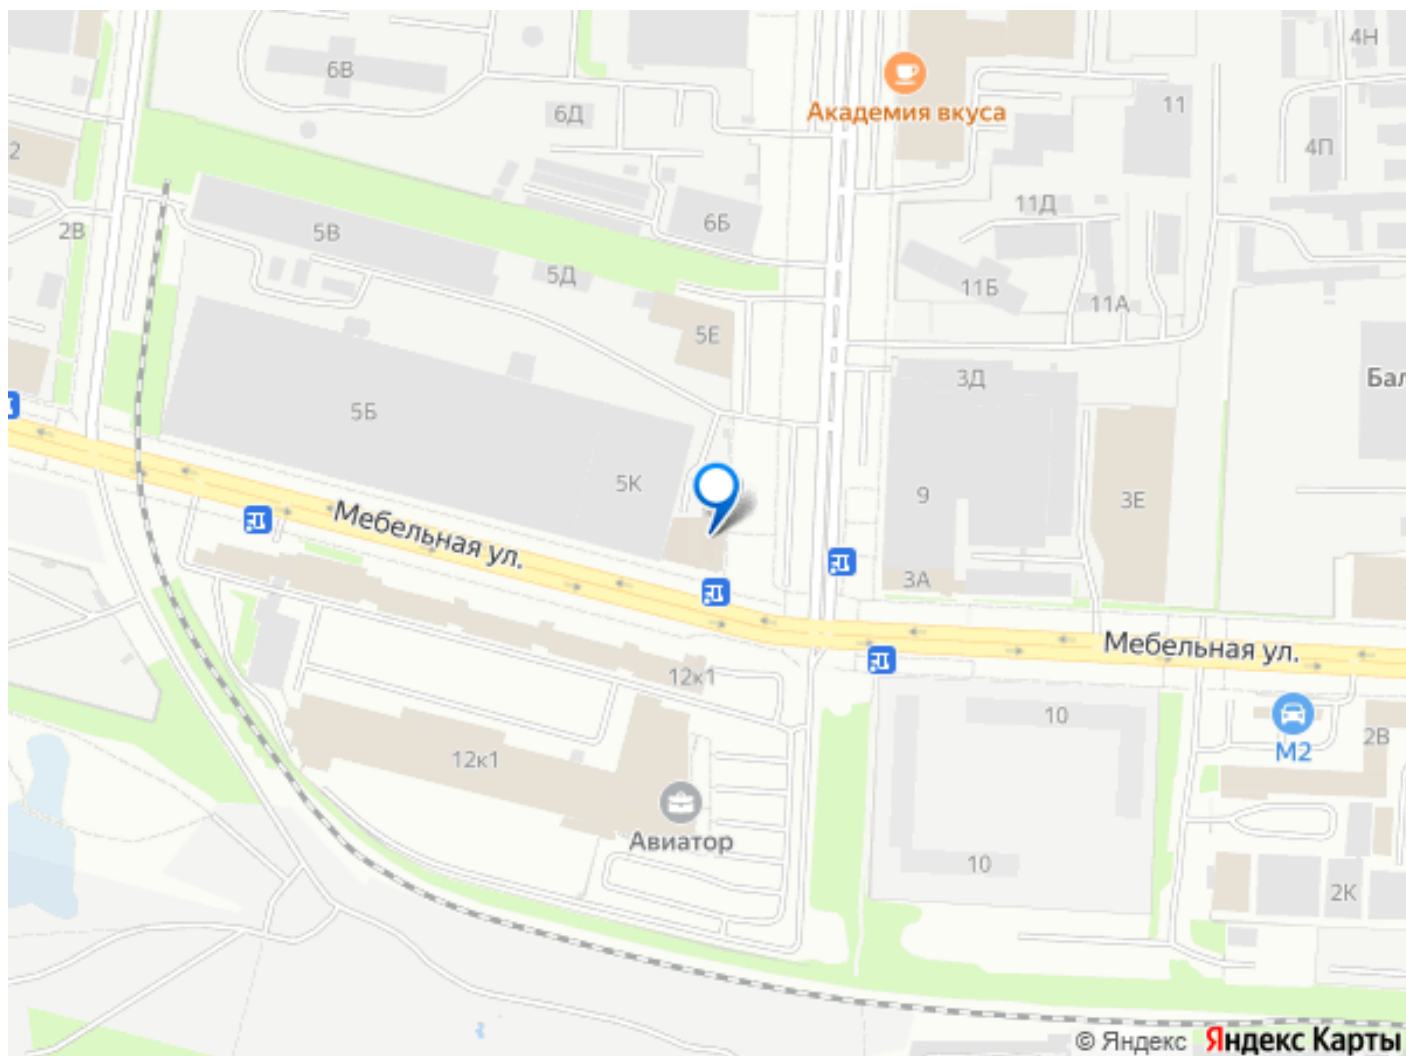 4Н
6В
Академия вкуса
11
6Д
4П
2
11Д
6Б
2В
5В
5Д
11Б
11А
5Е
3Д
Бал
5Б
5К
9
3Е
Мебельная ул.
3А
Мебельная ул.
12к1
10
2В
М2
12к1
Авиатор
10
2К
© Яндекс Яндекс Карты